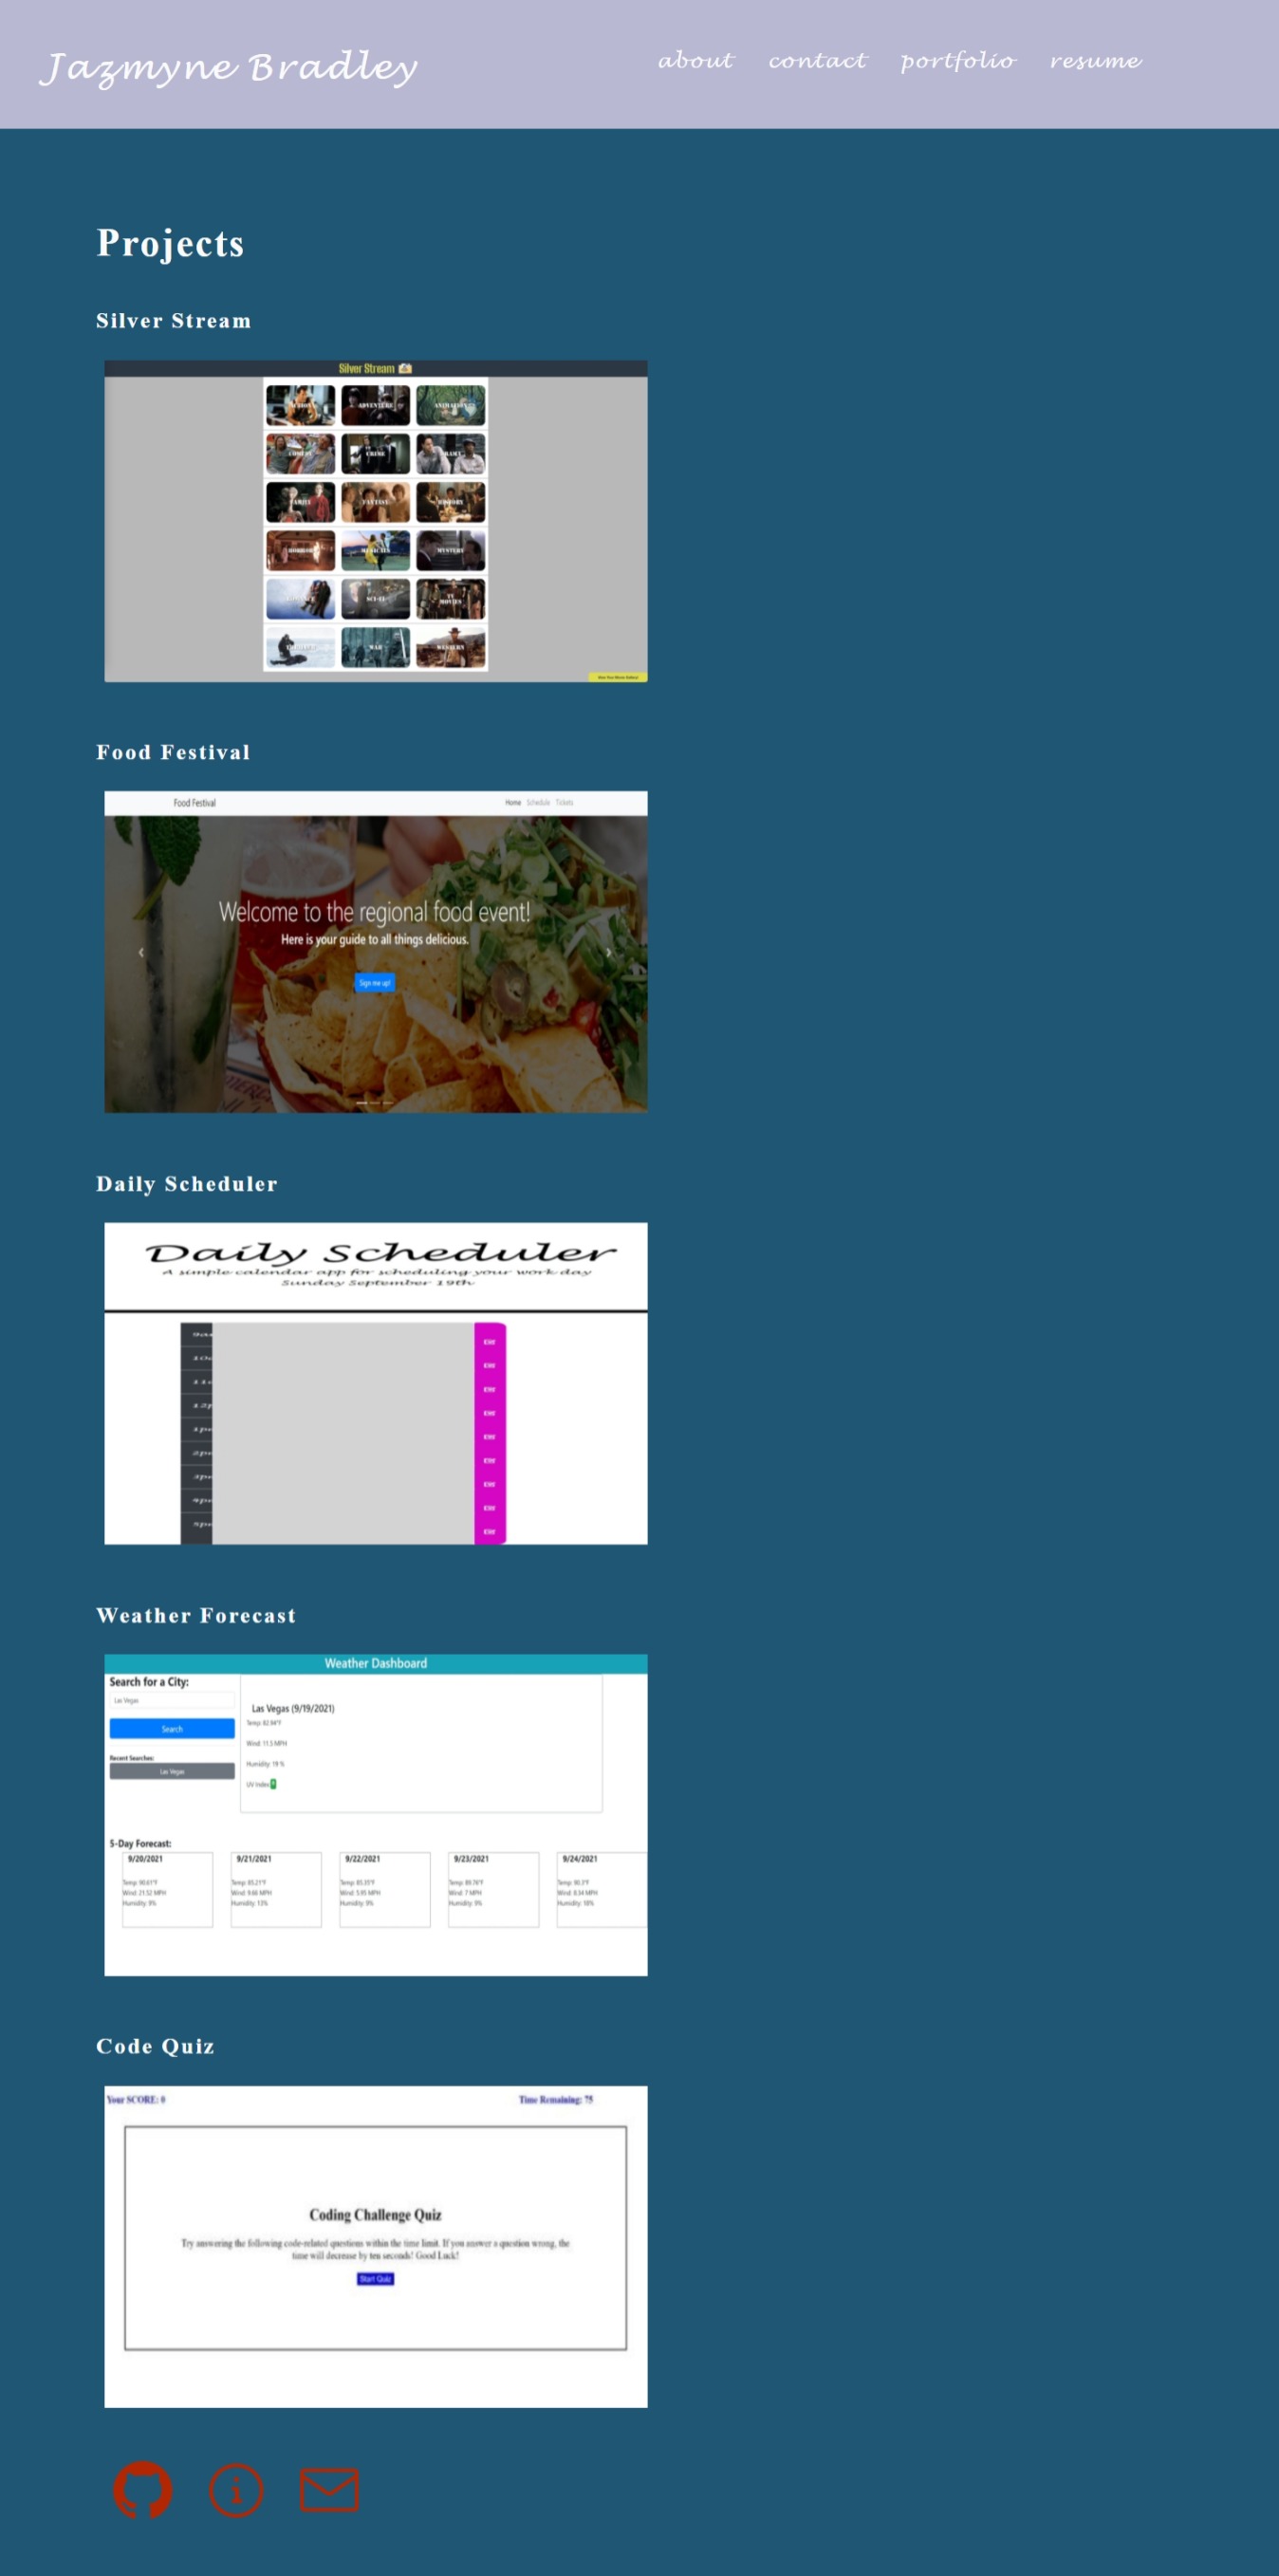 Jazmyne Bradley
about contact portfolio resume
Projects
Silver Stream
Silver Stream
ACTION ADVENTURE ANIMATION
COMEDY CRIME DRAMA
FAMILY FANTASY HISTORY
HORROR MYSTERY
ROMANCE SCI-FI TV MOVIES
WAR WESTERN
Food Festival
Food Festival Home Schedule Tickets
Welcome to the regional food event!
Here is your guide to all things delicious.
Sign me up!
Daily Scheduler
Daily Scheduler
A simple calendar app for scheduling your work day
Sunday September 19th
Weather Forecast
Weather Dashboard
Search for a City:
Las Vegas
Search
Recent Searches:
Las Vegas
Las Vegas (9/19/2021)
Temp: 82.94°F
Wind: 11.5 MPH
Humidity: 19 %
UV Index
5-Day Forecast:
9/20/2021 9/21/2021 9/22/2021 9/23/2021 9/24/2021
Temp: 90.61°F Temp: 85.21°F Temp: 85.35°F Temp: 89.76°F Temp: 90.3°F
Wind: 21.52 MPH Wind: 9.66 MPH Wind: 5.95 MPH Wind: 7 MPH Wind: 8.34 MPH
Humidity: 9% Humidity: 13% Humidity: 9% Humidity: 9% Humidity: 10%
Code Quiz
Your SCORE: 0 Time Remaining: 75
Coding Challenge Quiz
Try answering the following code-related questions within the time limit. If you answer a question wrong, the
time will decrease by ten seconds! Good Luck!
Start Quiz